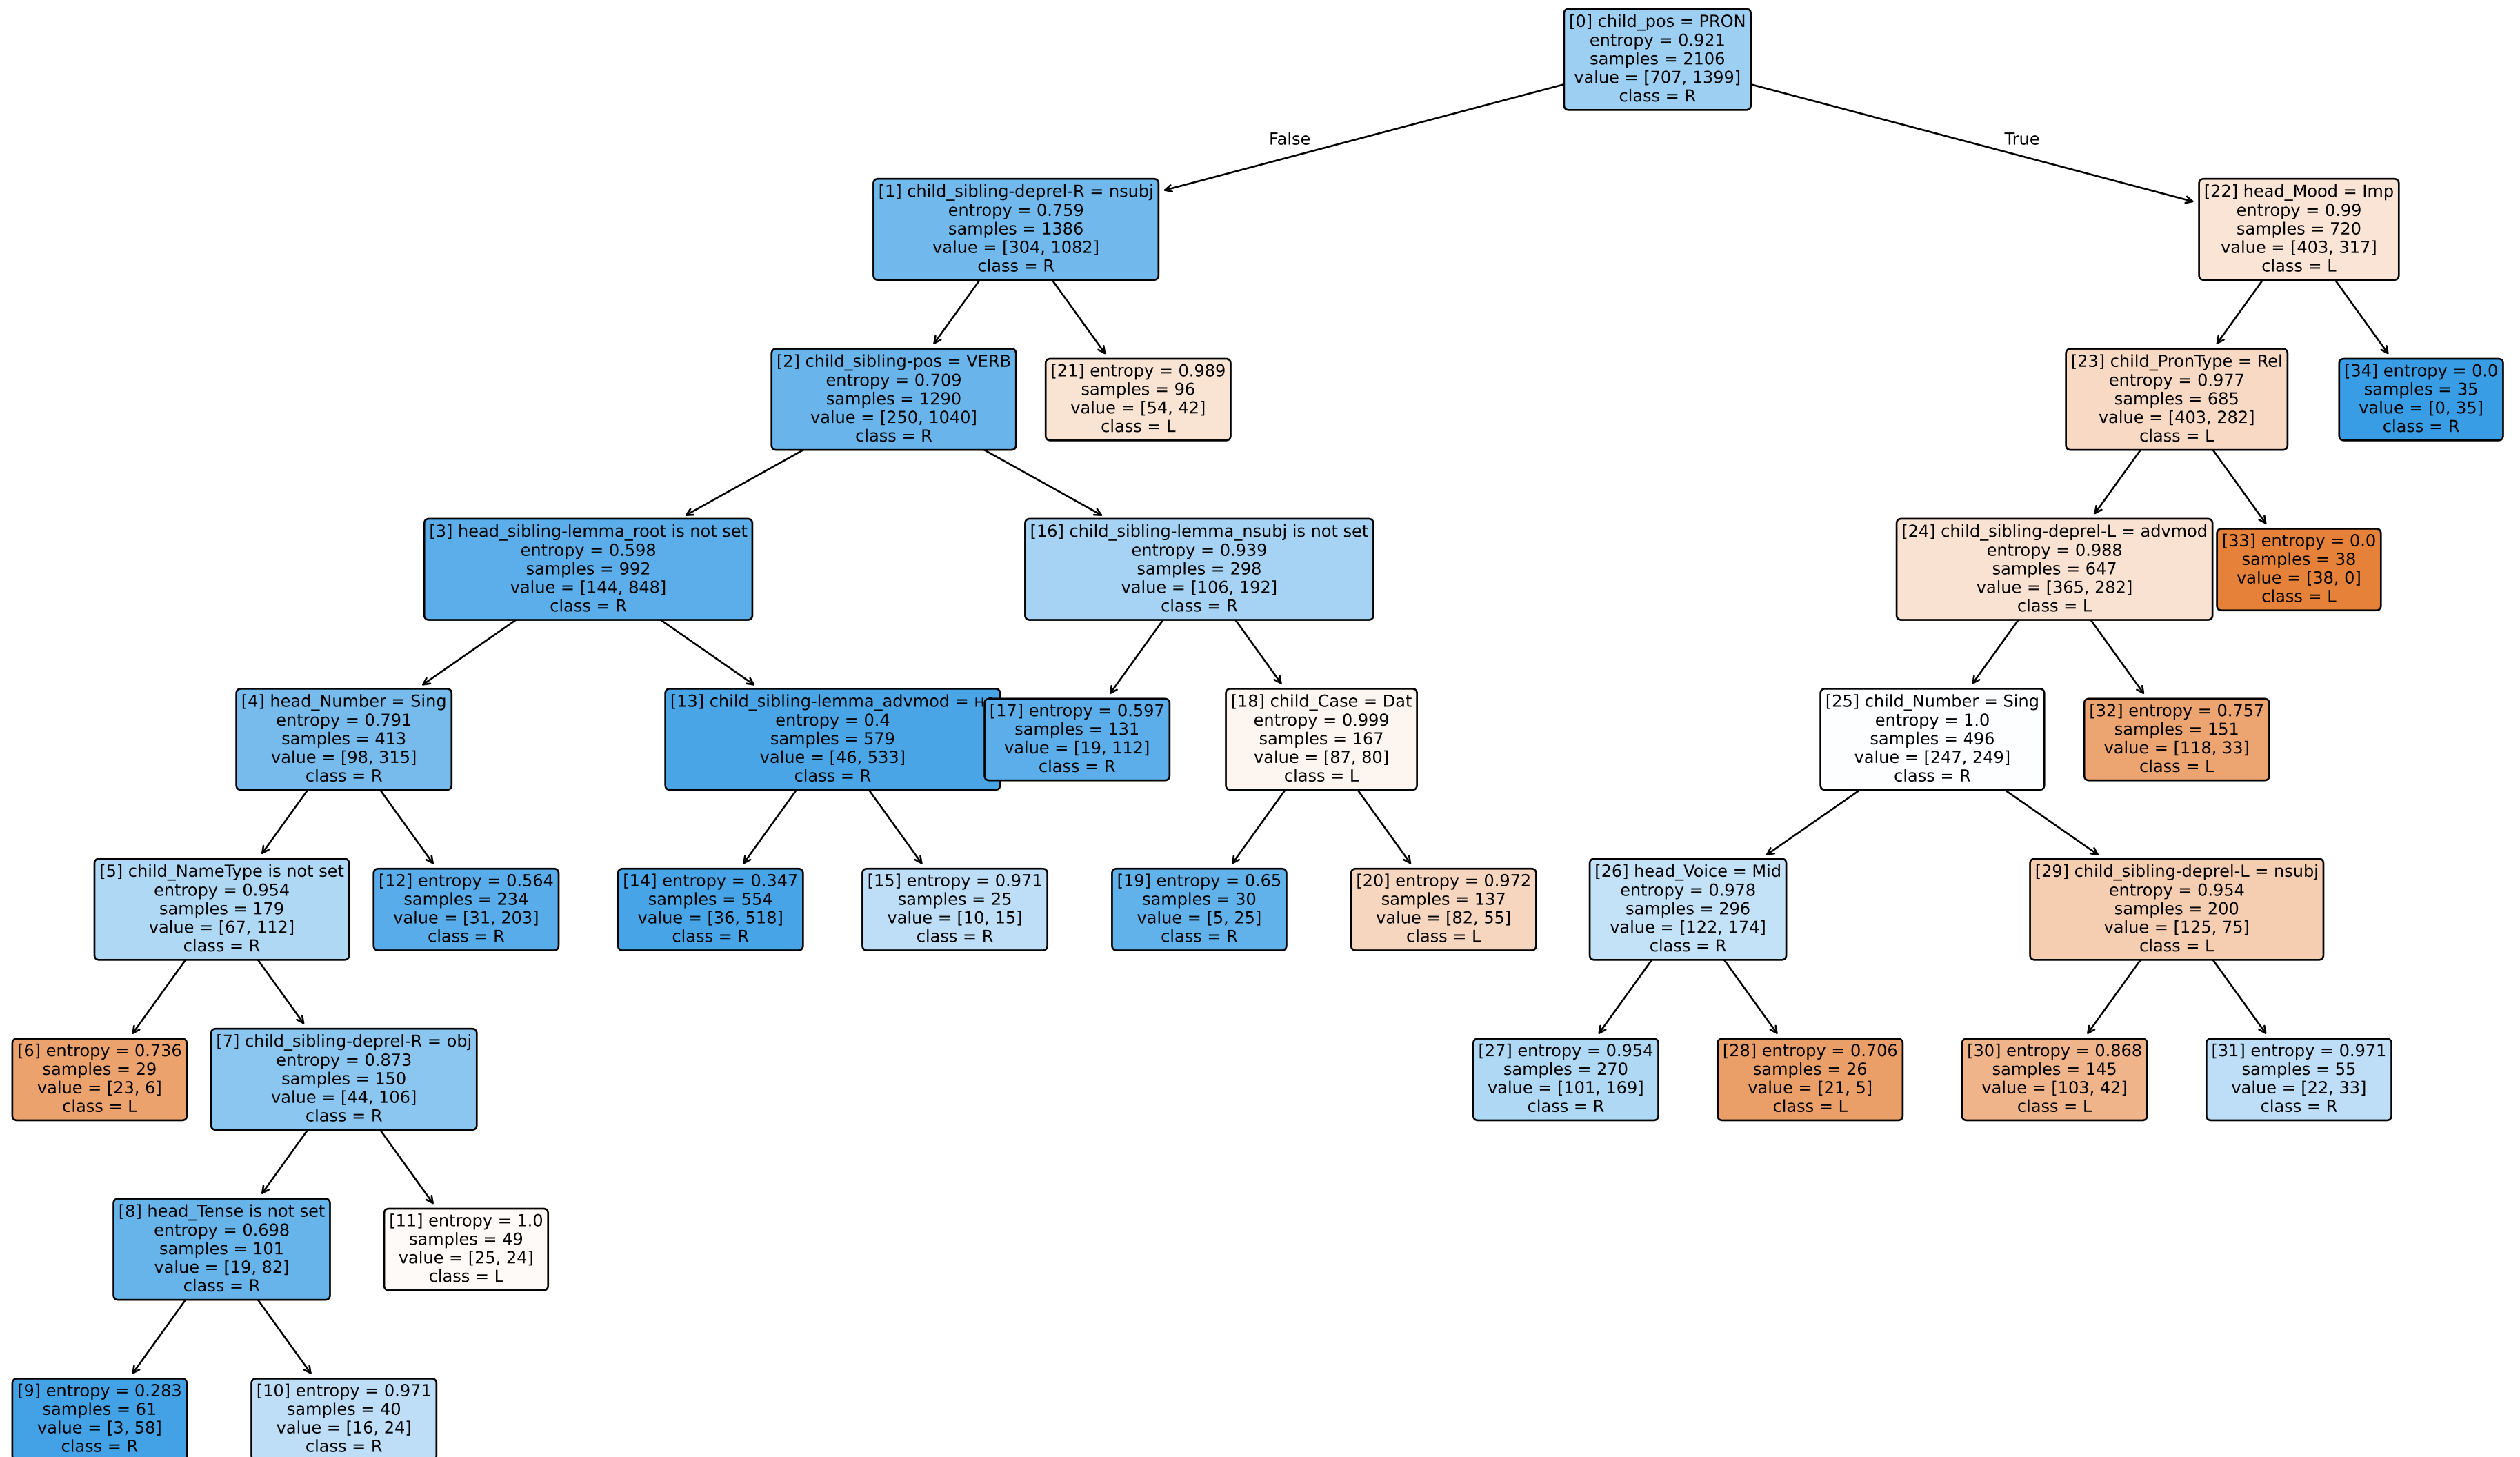 [0] child_pos = PRON
entropy = 0.921
samples = 2106
value = [707, 1399]
class = R
False
True
[1] child_sibling-deprel-R = nsubj
entropy = 0.759
samples = 1386
value = [304, 1082]
class = R
[22] head_Mood = Imp
entropy = 0.99
samples = 720
value = [403, 317]
class = L
[2] child_sibling-pos = VERB
entropy = 0.709
samples = 1290
value = [250, 1040]
class = R
[21] entropy = 0.989
samples = 96
value = [54, 42]
class = L
[23] child_PronType = Rel
entropy = 0.977
samples = 685
value = [403, 282]
class = L
[34] entropy = 0.0
samples = 35
value = [0, 35]
class = R
[3] head_sibling-lemma_root is not set
entropy = 0.598
samples = 992
value = [144, 848]
class = R
[16] child_sibling-lemma_nsubj is not set
entropy = 0.939
samples = 298
value = [106, 192]
class = R
[24] child_sibling-deprel-L = advmod
entropy = 0.988
samples = 647
value = [365, 282]
class = L
[33] entropy = 0.0
samples = 38
value = [38, 0]
class = L
[4] head_Number = Sing
entropy = 0.791
samples = 413
value = [98, 315]
class = R
[13] child_sibling-lemma_advmod =
entropy = 0.4
samples = 579
value = [46, 533]
class = R
[17] entropy = 0.597
samples = 131
value = [19, 112]
class = R
[18] child_Case = Dat
entropy = 0.999
samples = 167
value = [87, 80]
class = L
[25] child_Number = Sing
entropy = 1.0
samples = 496
value = [247, 249]
class = R
[32] entropy = 0.757
samples = 151
value = [118, 33]
class = L
[5] child_NameType is not set
entropy = 0.954
samples = 179
value = [67, 112]
class = R
[12] entropy = 0.564
samples = 234
value = [31, 203]
class = R
[14] entropy = 0.347
samples = 554
value = [36, 518]
class = R
[15] entropy = 0.971
samples = 25
value = [10, 15]
class = R
[19] entropy = 0.65
samples = 30
value = [5, 25]
class = R
[20] entropy = 0.972
samples = 137
value = [82, 55]
class = L
[26] head_Voice = Mid
entropy = 0.978
samples = 296
value = [122, 174]
class = R
[29] child_sibling-deprel-L = nsubj
entropy = 0.954
samples = 200
value = [125, 75]
class = L
[6] entropy = 0.736
samples = 29
value = [23, 6]
class = L
[7] child_sibling-deprel-R = obj
entropy = 0.873
samples = 150
value = [44, 106]
class = R
[27] entropy = 0.954
samples = 270
value = [101, 169]
class = R
[28] entropy = 0.706
samples = 26
value = [21, 5]
class = L
[30] entropy = 0.868
samples = 145
value = [103, 42]
class = L
[31] entropy = 0.971
samples = 55
value = [22, 33]
class = R
[8] head_Tense is not set
entropy = 0.698
samples = 101
value = [19, 82]
class = R
[11] entropy = 1.0
samples = 49
value = [25, 24]
class = L
[9] entropy = 0.283
samples = 61
value = [3, 58]
class = R
[10] entropy = 0.971
samples = 40
value = [16, 24]
class = R